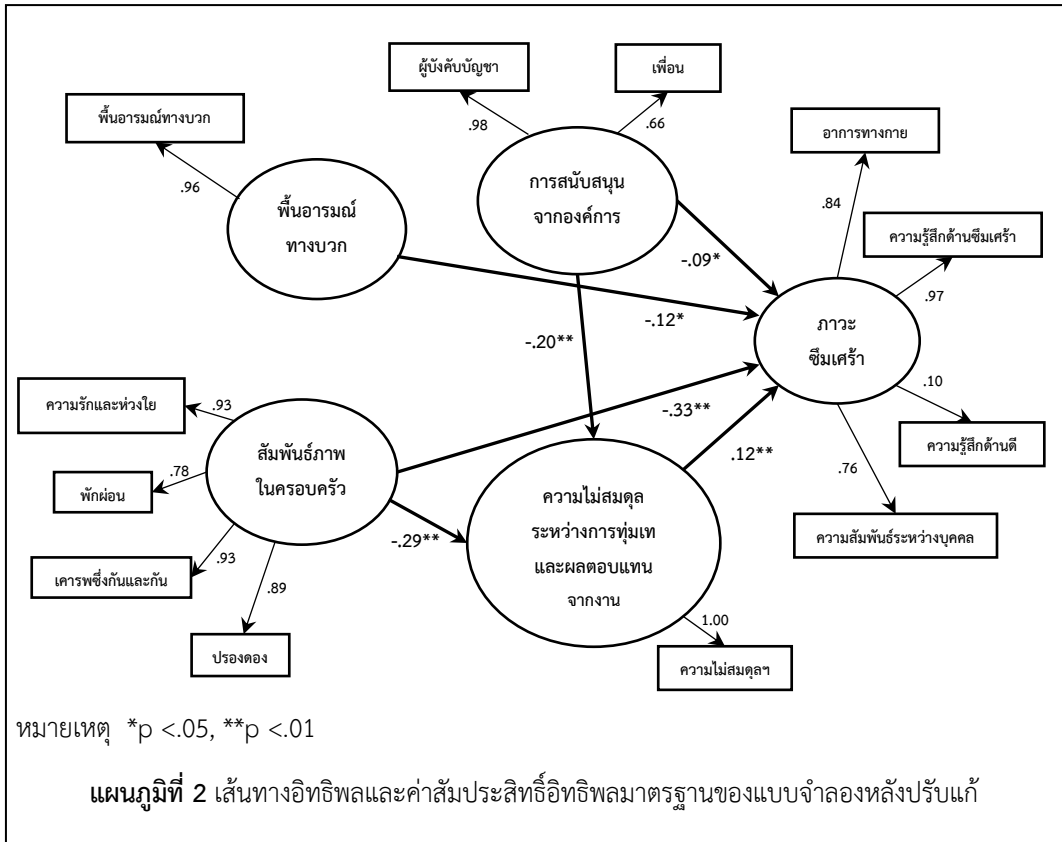 ผู้บังคับบัญชา
เพื่อน
พื้นอารมณ์ทางบวก
.98
.66
อาการทางกาย
.96
การสนับสนุน
จากองค์การ
พื้นอารมณ์
ทางบวก
.84
ความรู้สึกด้านซึมเศร้า
-.09*
.97
ภาวะ
ซึมเศร้า
-.12*
-.20**
ความรักและห่วงใย
.93
-.33**
.10
ความรู้สึกด้านดี
สัมพันธ์ภาพ
ในครอบครัว
.78
พักผ่อน
.12**
.76
ความไม่สมดุล
ระหว่างการทุ่มเท
และผลตอบแทน
จากงาน
ความสัมพันธ์ระหว่างบุคคล
-.29**
.93
เคารพซึ่งกันและกัน
.89
1.00
ปรองดอง
ความไม่สมดุลฯ
หมายเหตุ *p <.05, **p <.01
แผนภูมิที่ 2 เส้นทางอิทธิพลและค่าสัมประสิทธิ์อิทธิพลมาตรฐานของแบบจำลองหลังปรับแก้